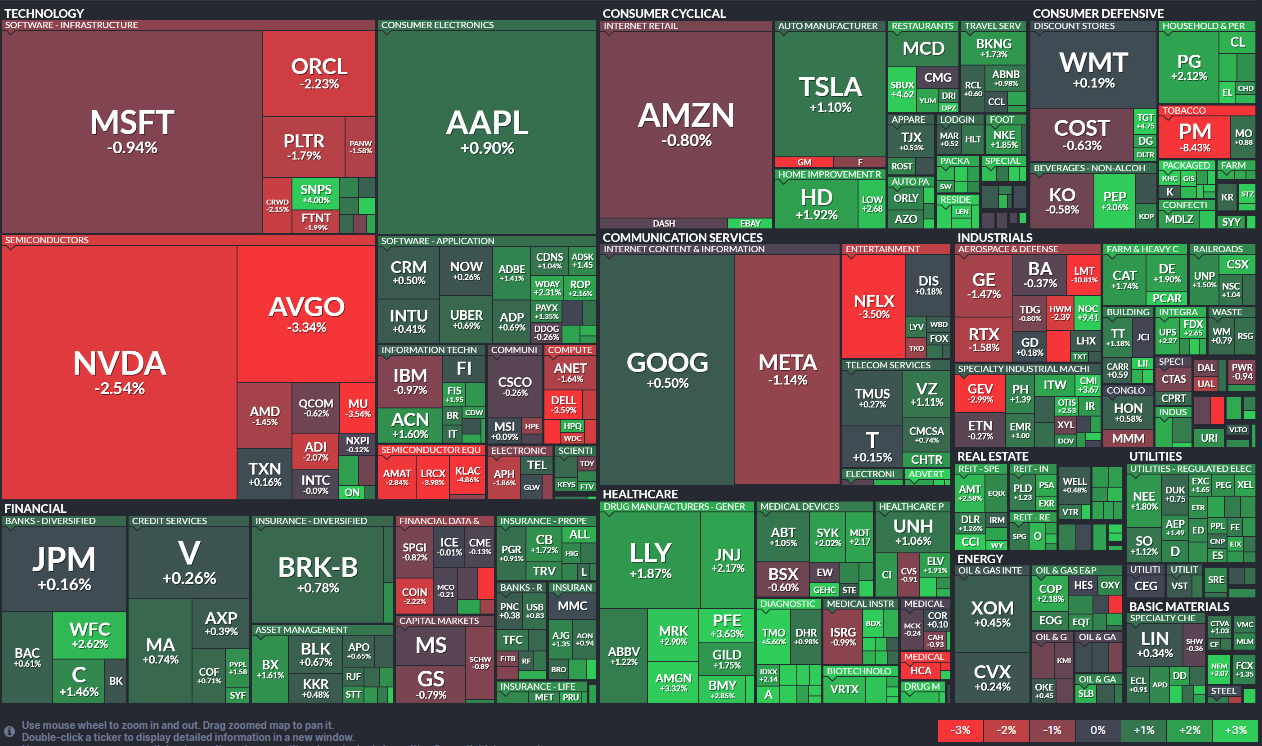 TECHNOLOGY
SOFTWARE - INFRASTRUCTURE
MSFT
-0.94%
ORCL
-2.23%
PLTR
-1.79%
PANW
-1.58%
CRWD
-2.15%
SNPS
+4.00%
FTNT
-1.99%
CONSUMER ELECTRONICS
AAPL
+0.90%
SEMICONDUCTORS
NVDA
-2.54%
AVGO
-3.34%
AMD
-1.45%
QCOM
-0.62%
MU
-3.54%
ADI
-2.07%
NXPI
-0.12%
TXN
+0.16%
INTC
-0.09%
ON
SOFTWARE - APPLICATION
CRM
+0.50%
NOW
+0.26%
ADBE
+1.41%
CDNS
+1.04%
ADSK
+1.45
WDAY
+2.31%
ROP
+2.16%
INTU
+0.41%
UBER
+0.69%
ADP
+0.69%
PAYX
+1.35%
DDOG
-0.26%
INFORMATION TECHN
IBM
-0.97%
FI
FIS
+1.95
ACN
+1.60%
BR
CDW
IT
COMMUNI
CSCO
-0.26%
MSI
+0.09%
HPE
COMPUTE
ANET
-1.64%
DELL
-3.59%
HPQ
WDC
SEMICONDUCTOR EQU
AMAT
-2.84%
LRCX
-3.98%
KLAC
-4.86%
ELECTRONIC
APH
-1.86%
TEL
GLW
SCIENTI
TDY
KEYS
FTV
CONSUMER CYCLICAL
INTERNET RETAIL
AMZN
-0.80%
DASH
EBAY
AUTO MANUFACTURER
TSLA
+1.10%
GM
F
HOME IMPROVEMENT R
HD
+1.92%
LOW
+2.68
RESTAURANTS
MCD
SBUX
+4.62
CMG
YUM
DRI
DPZ
TRAVEL SERV
BKNG
+1.73%
RCL
+0.60
ABNB
+0.98%
CCL
APPARE
TJX
+0.53%
ROST
LODGIN
MAR
+0.52
HLT
FOOT
NKE
+1.85%
AUTO PA
ORLY
AZO
PACKA
SW
SPECIAL
RESIDE
LEN
CONSUMER DEFENSIVE
DISCOUNT STORES
WMT
+0.19%
COST
-0.63%
TGT
+4.75
DG
DLTR
HOUSEHOLD & PER
PG
+2.12%
CL
EL
CHD
TOBACCO
PM
-8.43%
MO
+0.88
BEVERAGES - NON-ALCOH
KO
-0.58%
PEP
+3.06%
KDP
PACKAGED
KHC
GIS
K
FARM
KR
STZ
CONFECTI
MDLZ
SYY
COMMUNICATION SERVICES
INTERNET CONTENT & INFORMATION
GOOG
+0.50%
META
-1.14%
ENTERTAINMENT
NFLX
-3.50%
DIS
+0.18%
LYV
WBD
TKO
FOX
TELECOM SERVICES
TMUS
+0.27%
VZ
+1.11%
T
+0.15%
CMCSA
+0.74%
CHTR
ELECTRONI
ADVERT
INDUSTRIALS
AEROSPACE & DEFENSE
GE
-1.47%
BA
-0.37%
LMT
-10.81%
TDG
-0.80%
HWM
-2.39
NOC
+9.41
RTX
-1.58%
GD
+0.18%
LHX
TXT
FARM & HEAVY C
CAT
+1.74%
DE
+1.90%
PCAR
RAILROADS
UNP
+1.50%
CSX
NSC
+1.04
BUILDING
TT
+1.18%
JCI
CARR
+0.59
LII
INTEGRA
UPS
+2.27
FDX
+2.65
WASTE
WM
+0.79
RSG
SPECIALTY INDUSTRIAL MACHI
GEV
-2.99%
PH
+1.39
ITW
CMI
+3.67
OTIS
+2.53
IR
ETN
-0.27%
EMR
+1.00
XYL
DOV
SPECI
CTAS
CPRT
DAL
UAL
PWR
-0.94
CONGLO
HON
+0.58%
MMM
INDUS
URI
VLTO
FINANCIAL
BANKS - DIVERSIFIED
JPM
+0.16%
BAC
+0.61%
WFC
+2.62%
C
+1.46%
BK
CREDIT SERVICES
V
+0.26%
MA
+0.74%
AXP
+0.39%
COF
+0.71%
PYPL
+1.58
SYF
INSURANCE - DIVERSIFIED
BRK-B
+0.78%
ASSET MANAGEMENT
BX
+1.61%
BLK
+0.67%
APO
+0.65%
KKR
+0.48%
RJF
STT
FINANCIAL DATA &
SPGI
-0.82%
ICE
-0.01%
CME
-0.13%
COIN
-2.22%
MCO
-0.21
CAPITAL MARKETS
MS
GS
-0.79%
SCHW
-0.89
INSURANCE - PROPE
PGR
+0.91%
CB
+1.72%
ALL
HIG
TRV
L
BANKS - R
PNC
+0.38
USB
+0.83
TFC
FITB
RF
INSURAN
MMC
AJG
+1.35
AON
+0.94
BRO
INSURANCE - LIFE
MET
PRU
HEALTHCARE
DRUG MANUFACTURERS - GENER
LLY
+1.87%
JNJ
+2.17%
ABBV
+1.22%
MRK
+2.90%
PFE
+3.63%
GILD
+1.75%
AMGN
+3.32%
BMY
+2.85%
MEDICAL DEVICES
ABT
+1.05%
SYK
+2.02%
MDT
+2.17
BSX
-0.60%
EW
GEHC
STE
HEALTHCARE P
UNH
+1.06%
CI
CVS
-0.91
ELV
+1.91%
DIAGNOSTIC
TMO
+5.60%
DHR
+0.98%
IDXX
+2.14
A
MEDICAL INSTR
ISRG
-0.99%
BDX
BIOTECHNOLO
VRTX
MEDICAL
MCK
-0.24
COR
+0.10
CAH
-0.93
MEDICAL
HCA
DRUG M
REAL ESTATE
REIT - SPE
AMT
+2.58%
EQIX
DLR
+1.26%
IRM
CCI
WY
REIT - IN
PLD
+1.23
PSA
EXR
REIT - RE
SPG
O
WELL
+0.48%
VTR
UTILITIES
UTILITIES - REGULATED ELEC
NEE
+1.80%
DUK
+0.75
EXC
+1.65
PEG
XEL
ETR
SO
+1.12%
AEP
+1.49
ED
PPL
FE
D
CNP
ES
UTILITI
CEG
UTILIT
VST
SRE
ENERGY
OIL & GAS INTE
XOM
+0.45%
CVX
+0.24%
OIL & GAS E&P
COP
+2.18%
HES
OXY
EOG
EQT
OIL & G
KMI
OKE
+0.45
OIL & GA
OIL & GA
SLB
BASIC MATERIALS
SPECIALTY CHE
LIN
+0.34%
SHW
-0.36
ECL
+0.91
APD
DD
CTVA
+1.03
CF
VMC
MLM
NEM
+3.07
FCX
+1.35
STEEL
Use mouse wheel to zoom in and out. Drag zoomed map to pan it.
Double-click a ticker to display detailed information in a new window.
-3%
-2%
-1%
0%
+1%
+2%
+3%